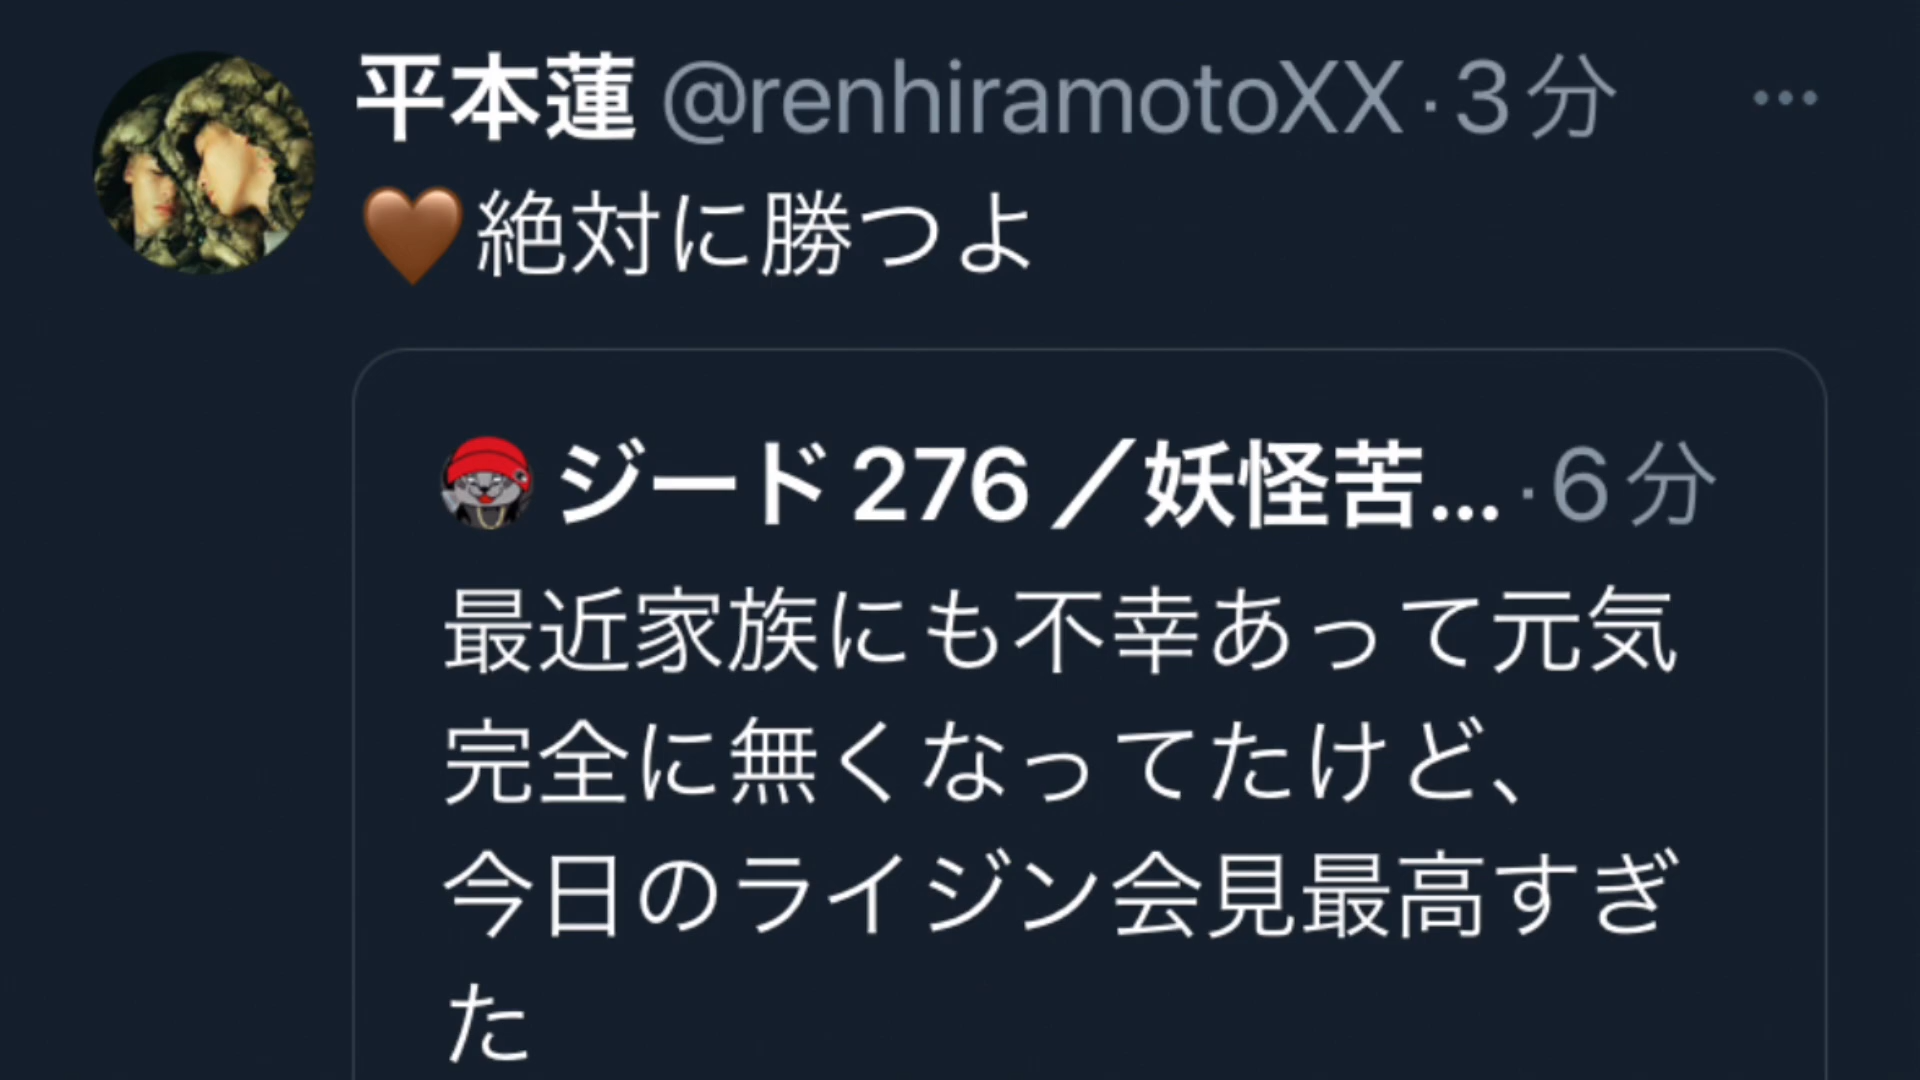 平本蓮 @renhiramotoXX・3分
🤎絶対に勝つよ
ジード276／妖怪苦...・6分
最近家族にも不幸あって元気
完全に無くなってたけど、
今日のライジン会見最高すぎ
た